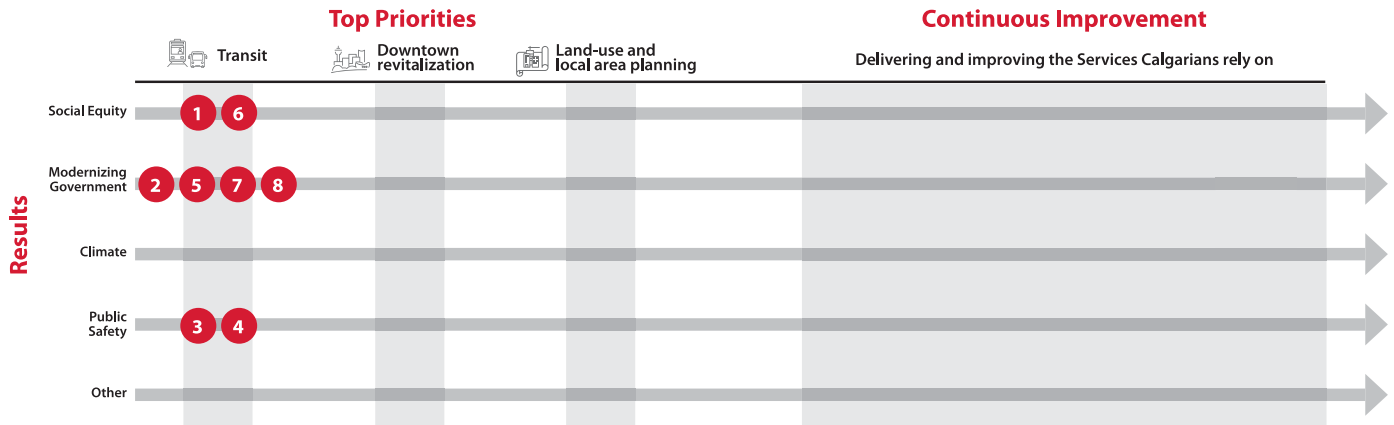 Top Priorities
Continuous Improvement
Transit
Downtown
revitalization
Land-use and
local area planning
Delivering and improving the Services Calgarians rely on
Results
Social Equity
1 6
Modernizing
Government
2 5 7 8
Climate
Public
Safety
3 4
Other